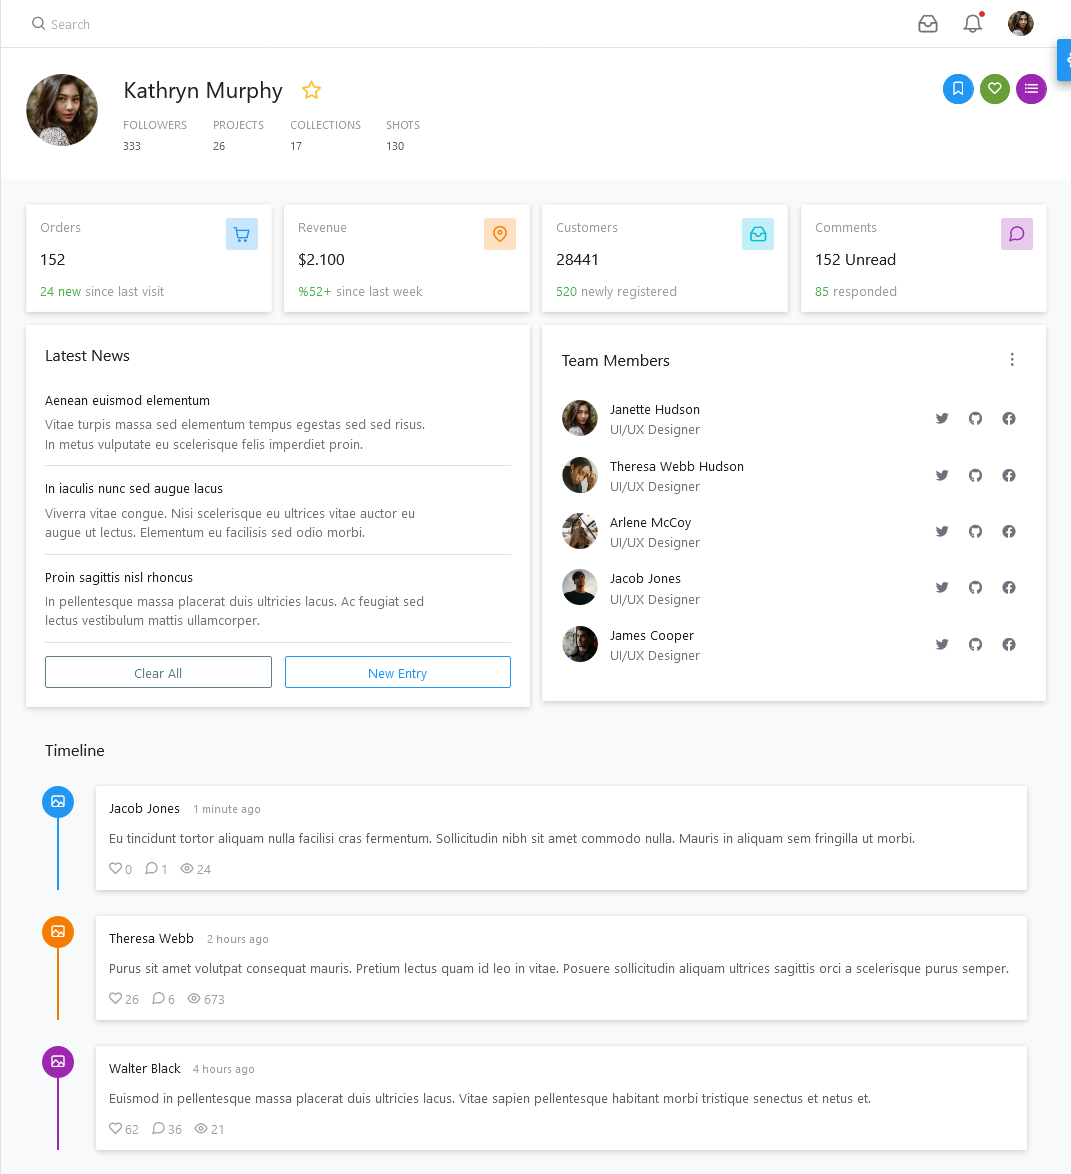 Search
Kathryn Murphy
FOLLOWERS PROJECTS COLLECTIONS SHOTS
333 26 17 130
Orders
152
24 new since last visit
Revenue
$2.100
%52+ since last week
Customers
28441
520 newly registered
Comments
152 Unread
85 responded
Latest News
Aenean euismod elementum
Vitae turpis massa sed elementum tempus egestas sed sed risus.
In metus vulputate eu scelerisque felis imperdiet proin.
In iaculis nunc sed augue lacus
Viverra vitae congue. Nisi scelerisque eu ultrices vitae auctor eu
augue ut lectus. Elementum eu facilisis sed odio morbi.
Proin sagittis nisl rhoncus
In pellentesque massa placerat duis ultricies lacus. Ac feugiat sed
lectus vestibulum mattis ullamcorper.
Clear All New Entry
Team Members
Janette Hudson
UI/UX Designer
Theresa Webb Hudson
UI/UX Designer
Arlene McCoy
UI/UX Designer
Jacob Jones
UI/UX Designer
James Cooper
UI/UX Designer
Timeline
Jacob Jones 1 minute ago
Eu tincidunt tortor aliquam nulla facilisi cras fermentum. Sollicitudin nibh sit amet commodo nulla. Mauris in aliquam sem fringilla ut morbi.
0 1 24
Theresa Webb 2 hours ago
Purus sit amet volutpat consequat mauris. Pretium lectus quam id leo in vitae. Posuere sollicitudin aliquam ultrices sagittis orci a scelerisque purus semper.
26 6 673
Walter Black 4 hours ago
Euismod in pellentesque massa placerat duis ultricies lacus. Vitae sapien pellentesque habitant morbi tristique senectus et netus et.
62 36 21